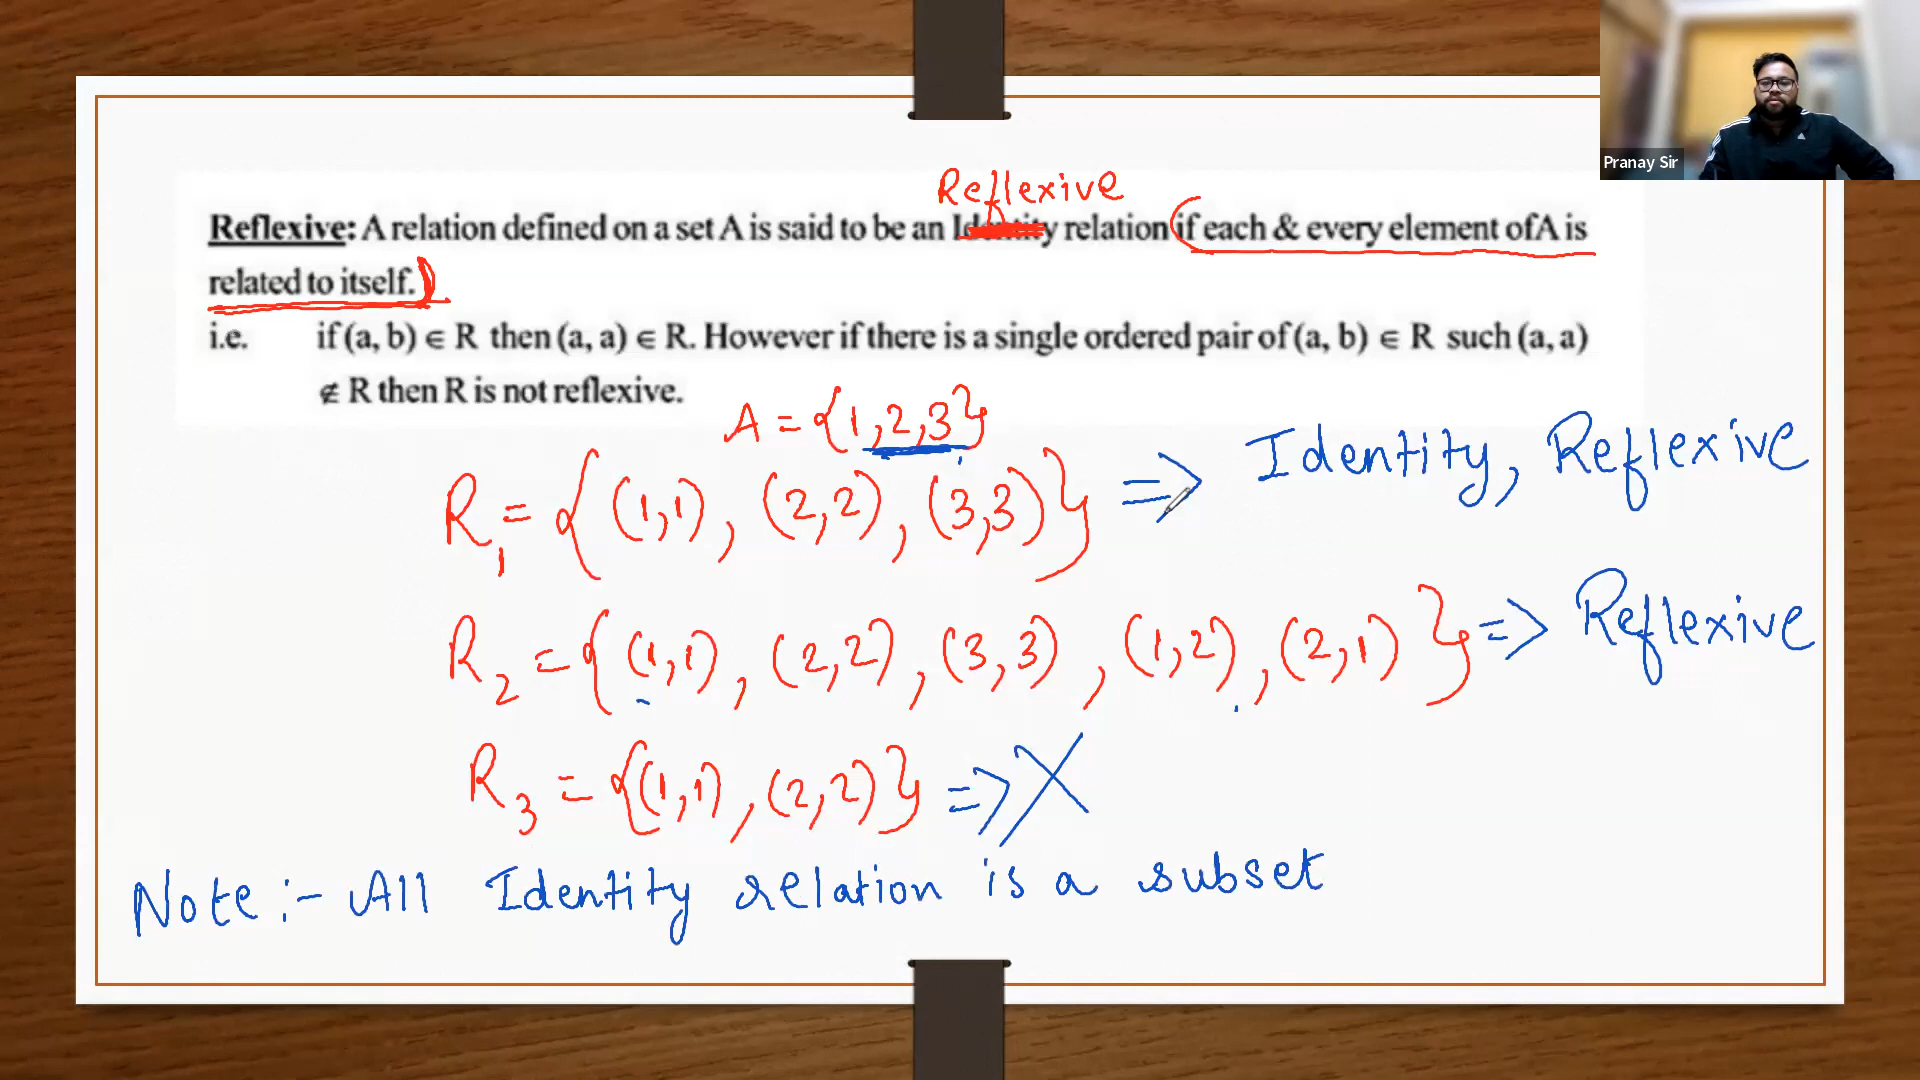 Pranay Sir
Reflexive
Reflexive: A relation defined on a set A is said to be an Identity relation if each & every element of A is
related to itself.
i.e. if (a, b) ∈ R then (a, a) ∈ R. However if there is a single ordered pair of (a, b) ∈ R such (a, a)
∉ R then R is not reflexive.
A = {1,2,3}
R₁ = {(1,1), (2,2), (3,3)} ⇒ Identity, Reflexive
R₂ = {(1,1), (2,2), (3,3), (1,2), (2,1)} ⇒ Reflexive
R₃ = {(1,1), (2,2)} ⇒ X
Note :- All Identity relation is a subset